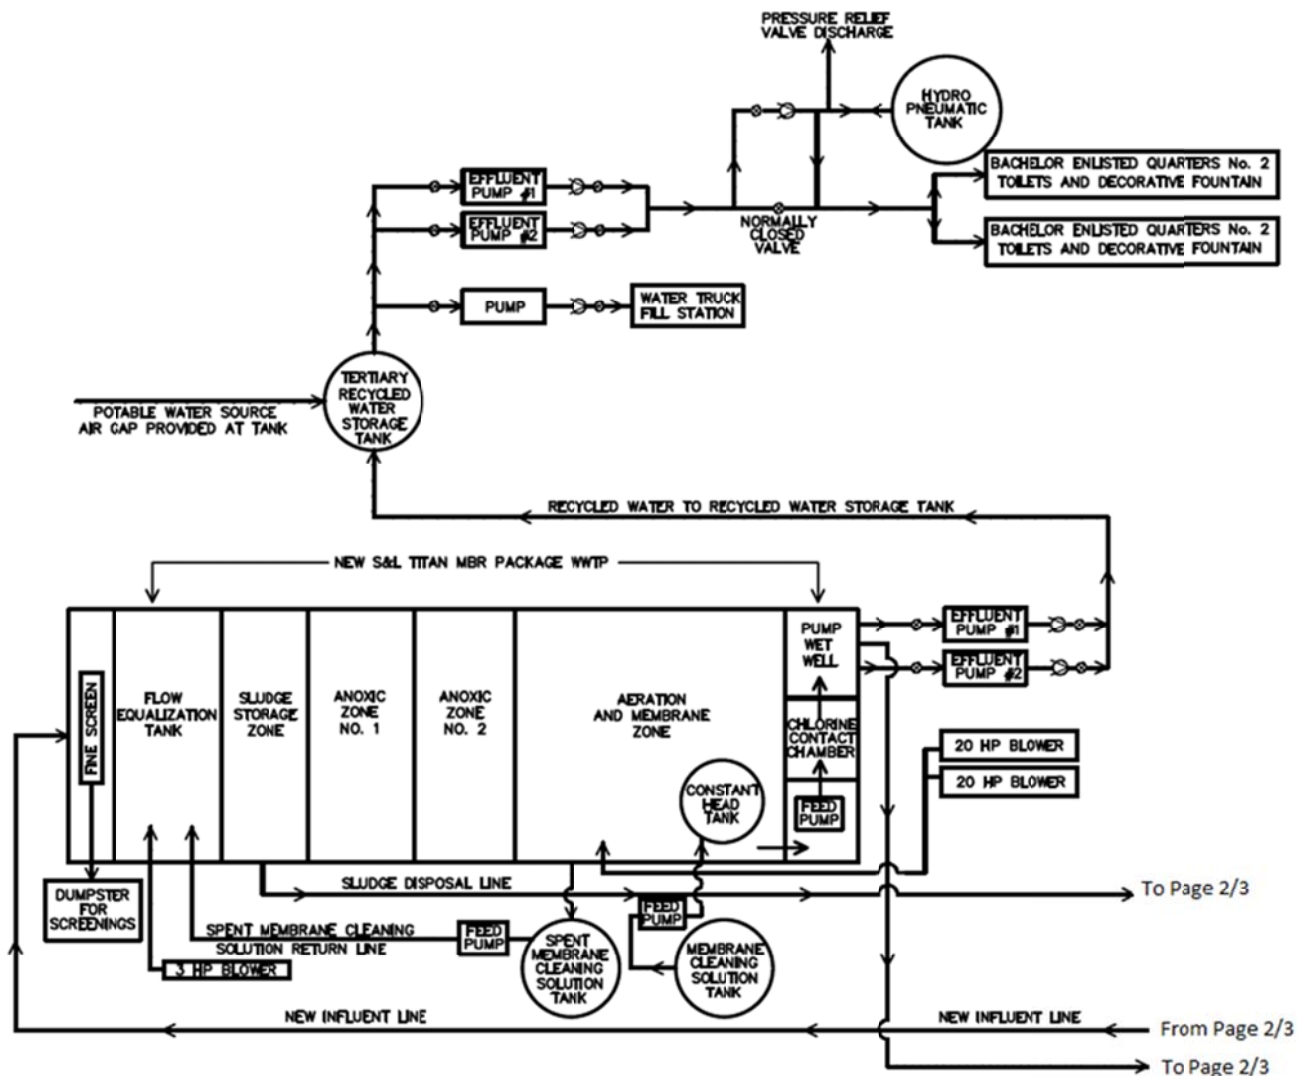 PRESSURE RELIEF
VALVE DISCHARGE
HYDRO
PNEUMATIC
TANK
BACHELOR ENLISTED QUARTERS No. 2
TOILETS AND DECORATIVE FOUNTAIN
EFFLUENT
PUMP #1
EFFLUENT
PUMP #2
NORMALLY
CLOSED
VALVE
BACHELOR ENLISTED QUARTERS No. 2
TOILETS AND DECORATIVE FOUNTAIN
PUMP
WATER TRUCK
FILL STATION
TERTIARY
RECYCLED
WATER
STORAGE
TANK
POTABLE WATER SOURCE
AIR GAP PROVIDED AT TANK
RECYCLED WATER TO RECYCLED WATER STORAGE TANK
NEW S&L TITAN MBR PACKAGE WWTP
FINE SCREEN
FLOW
EQUALIZATION
TANK
SLUDGE
STORAGE
ZONE
ANOXIC
ZONE
NO. 1
ANOXIC
ZONE
NO. 2
AERATION
AND MEMBRANE
ZONE
PUMP
WET
WELL
EFFLUENT
PUMP #1
EFFLUENT
PUMP #2
CHLORINE
CONTACT
CHAMBER
20 HP BLOWER
20 HP BLOWER
CONSTANT
HEAD
TANK
FEED
PUMP
DUMPSTER
FOR
SCREENINGS
SLUDGE DISPOSAL LINE
To Page 2/3
SPENT MEMBRANE CLEANING
SOLUTION RETURN LINE
FEED
PUMP
FEED
PUMP
SPENT
MEMBRANE
CLEANING
SOLUTION
TANK
MEMBRANE
CLEANING
SOLUTION
TANK
3 HP BLOWER
NEW INFLUENT LINE
NEW INFLUENT LINE
From Page 2/3
To Page 2/3